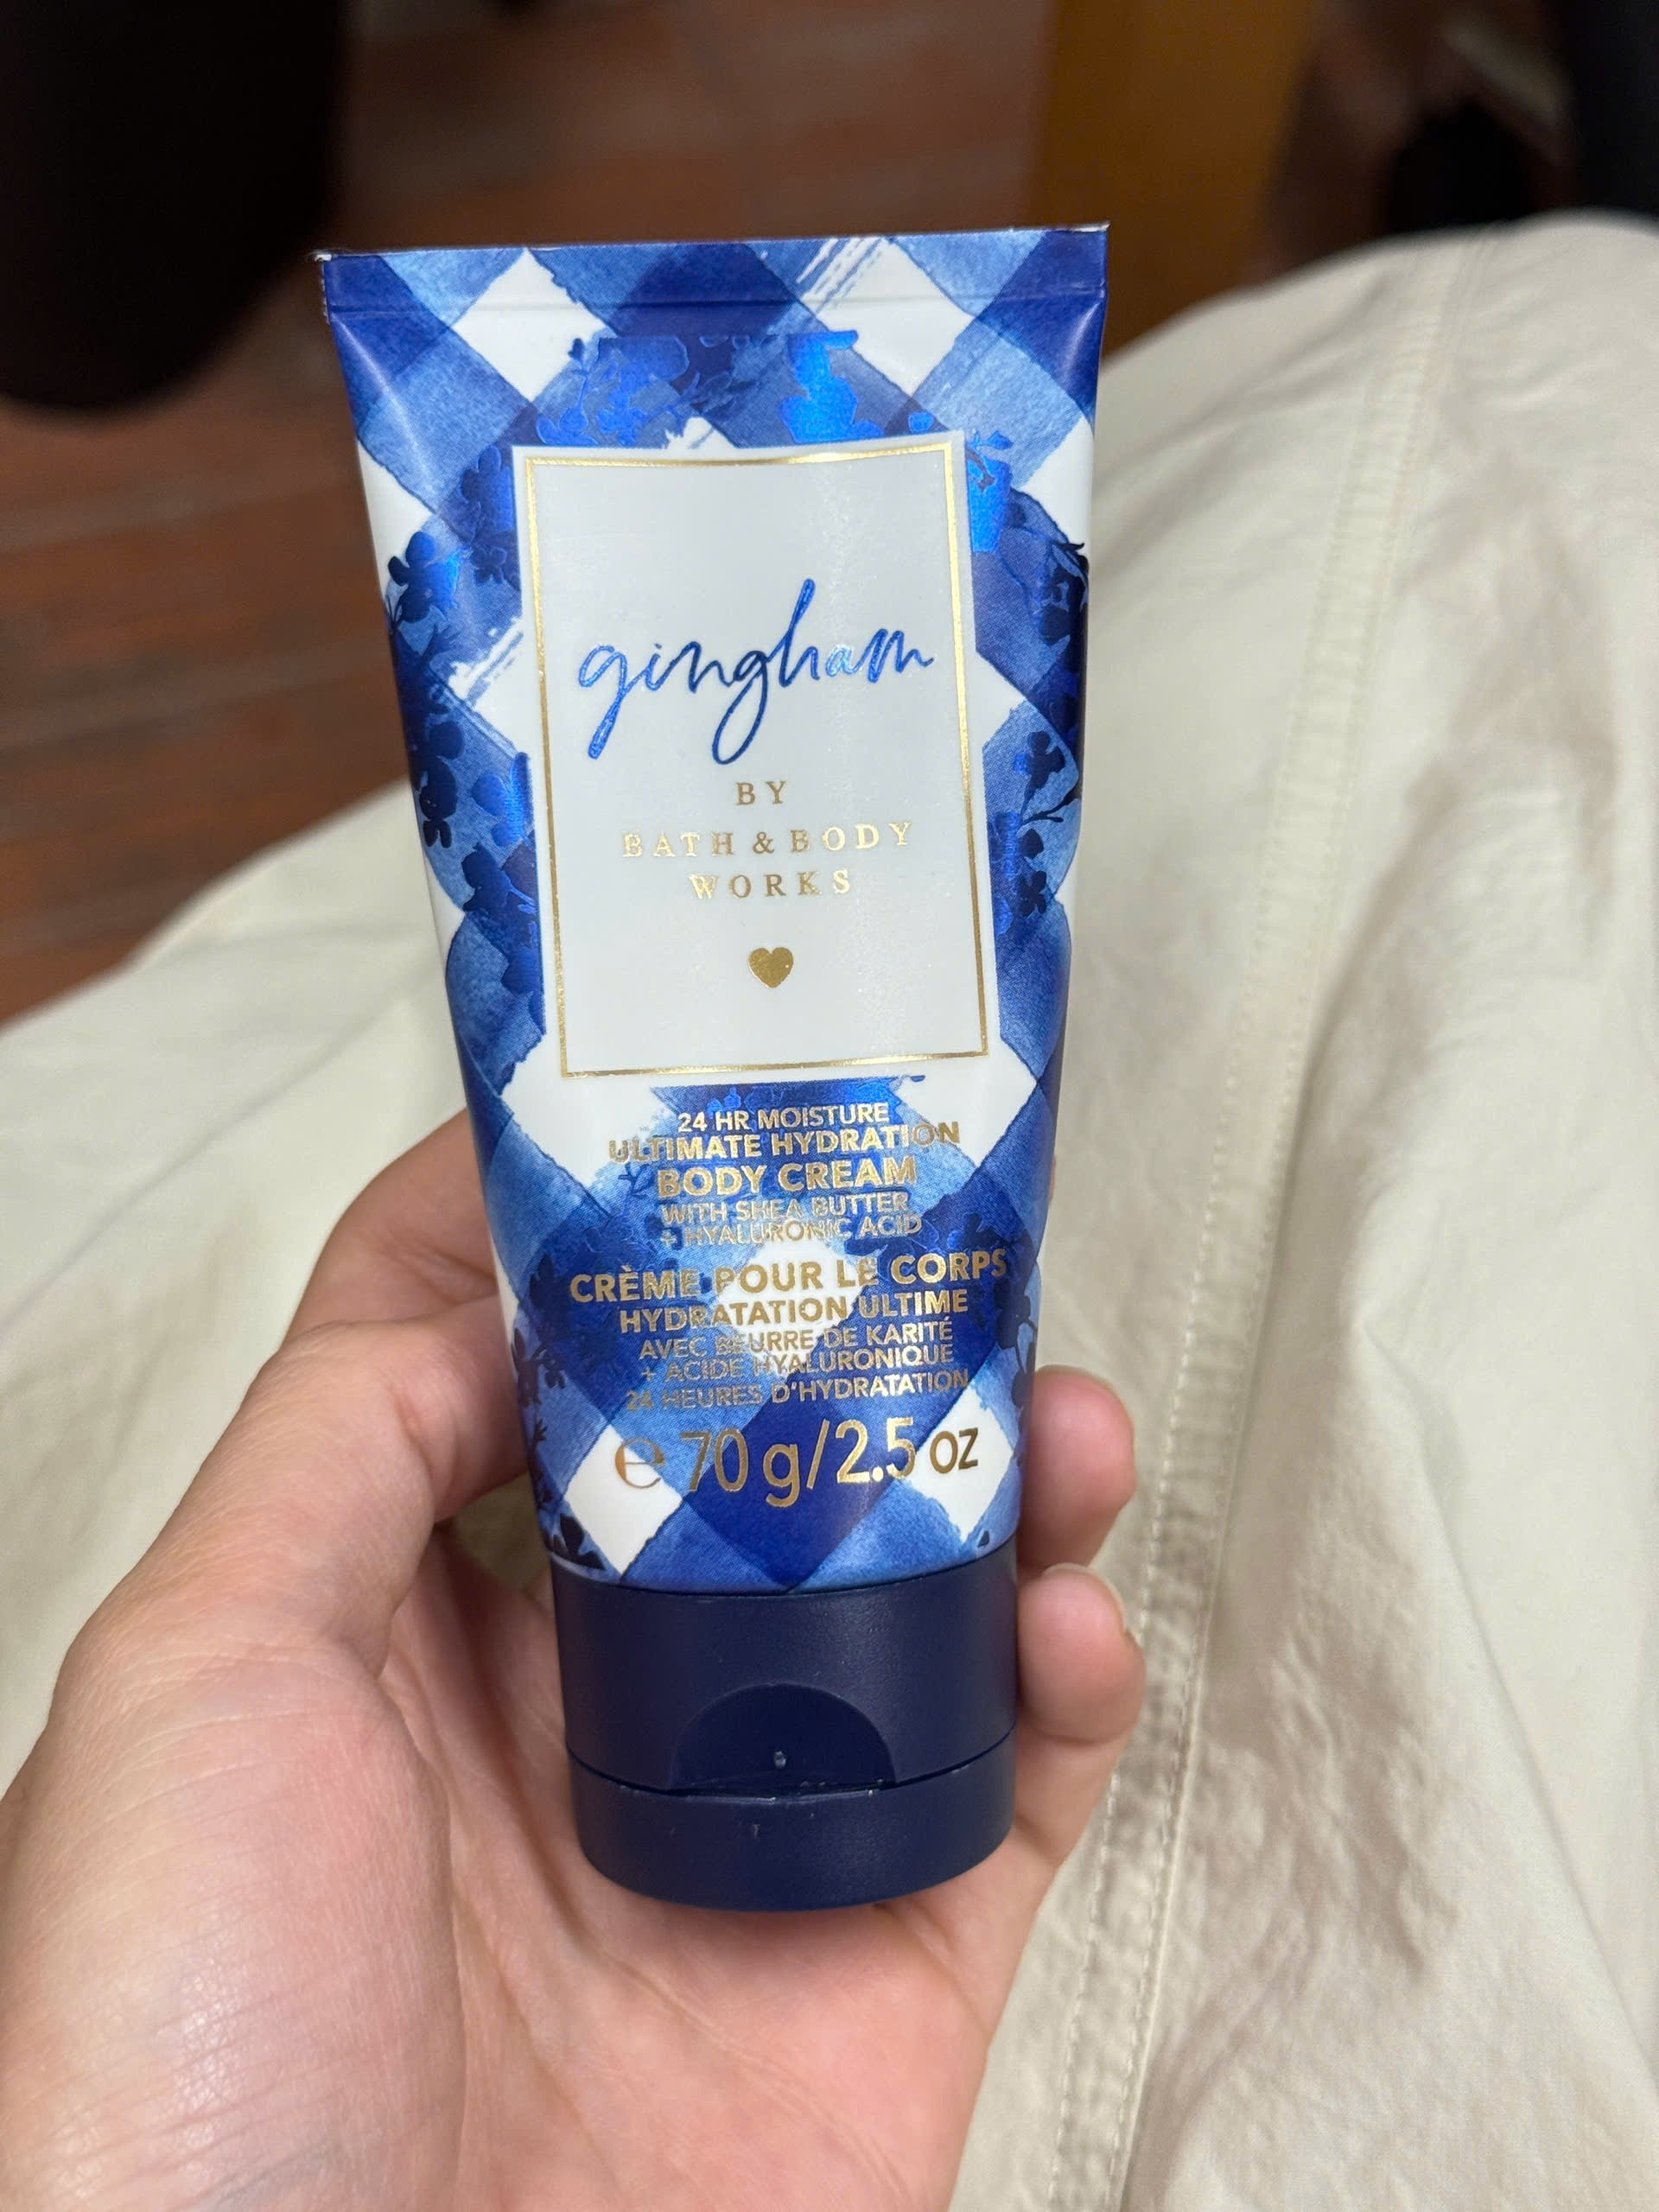 gingham
BY
BATH & BODY
WORKS
24 HR MOISTURE
ULTIMATE HYDRATION
BODY CREAM
WITH SHEA BUTTER
+ HYALURONIC ACID
CRÈME POUR LE CORPS
HYDRATATION ULTIME
AVEC BEURRE DE KARITÉ
+ ACIDE HYALURONIQUE
24 HEURES D'HYDRATATION
℮ 70 g/2.5 oz